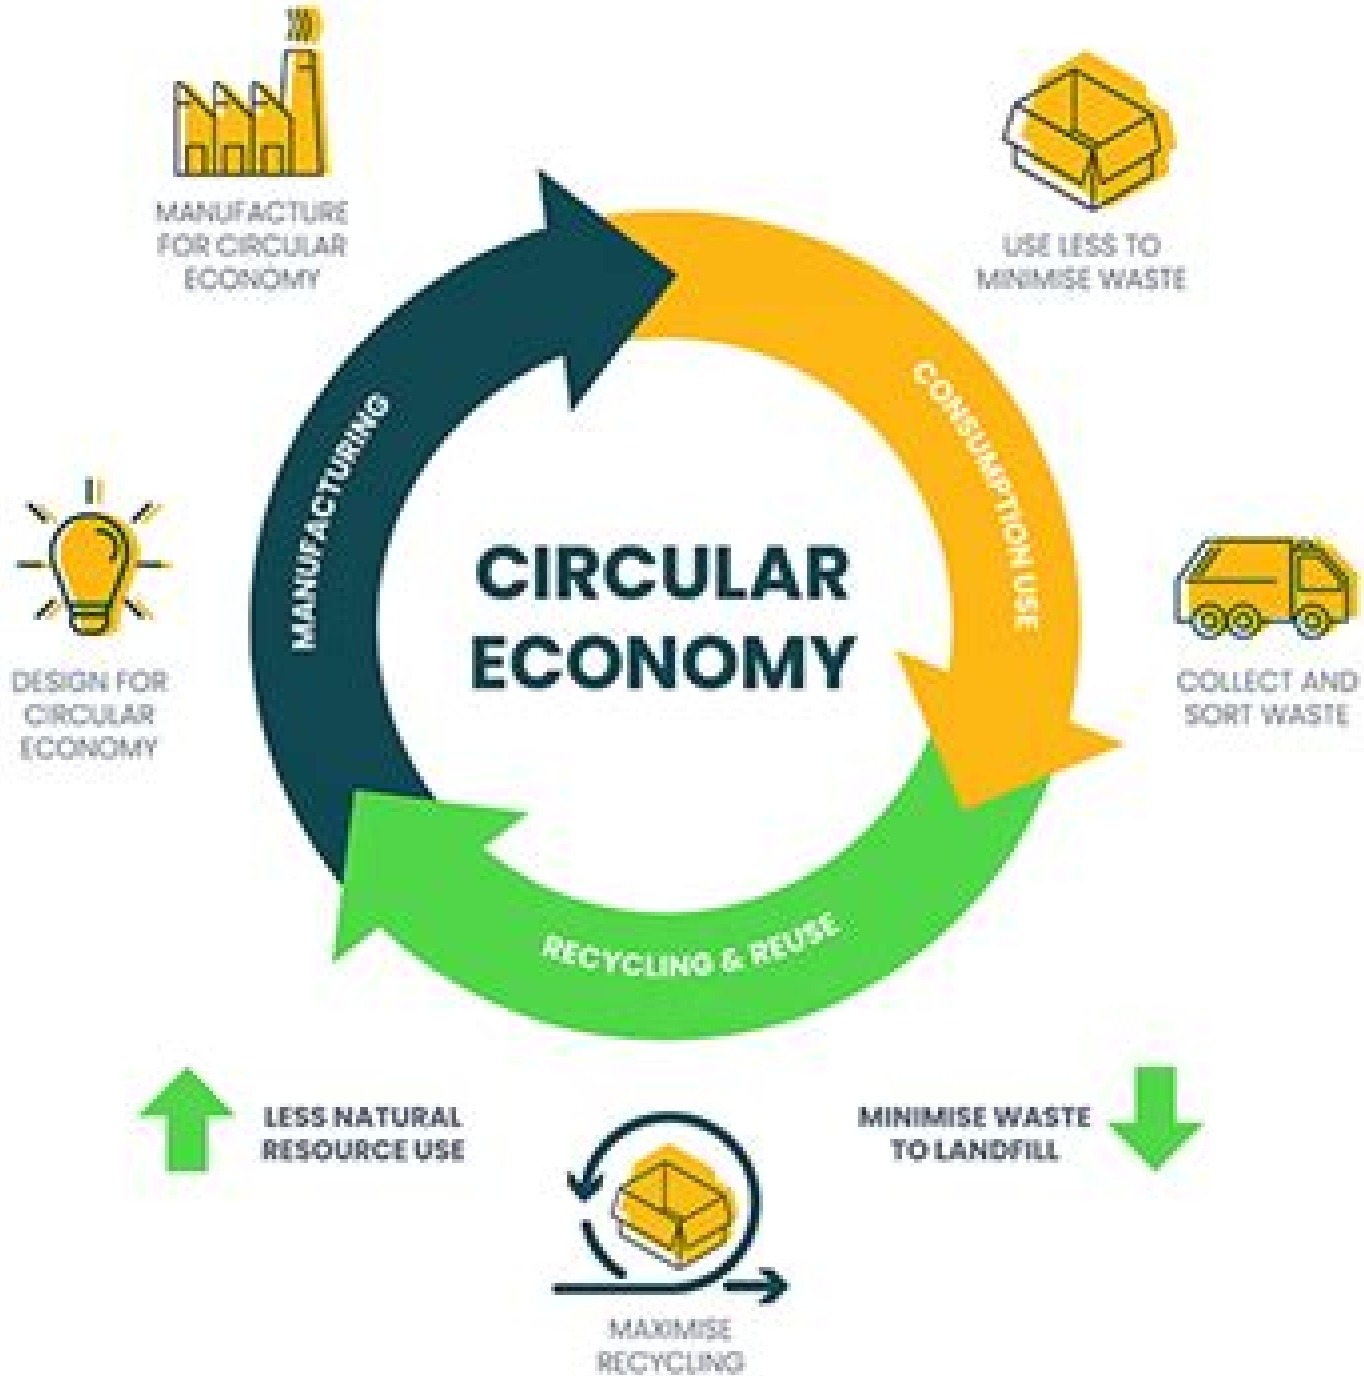 MANUFACTURE
FOR CIRCULAR
ECONOMY
USE LESS TO
MINIMISE WASTE
MANUFACTURING
CONSUMPTION USE
CIRCULAR
ECONOMY
DESIGN FOR
CIRCULAR
ECONOMY
COLLECT AND
SORT WASTE
RECYCLING & REUSE
LESS NATURAL
RESOURCE USE
MINIMISE WASTE
TO LANDFILL
MAXIMISE
RECYCLING